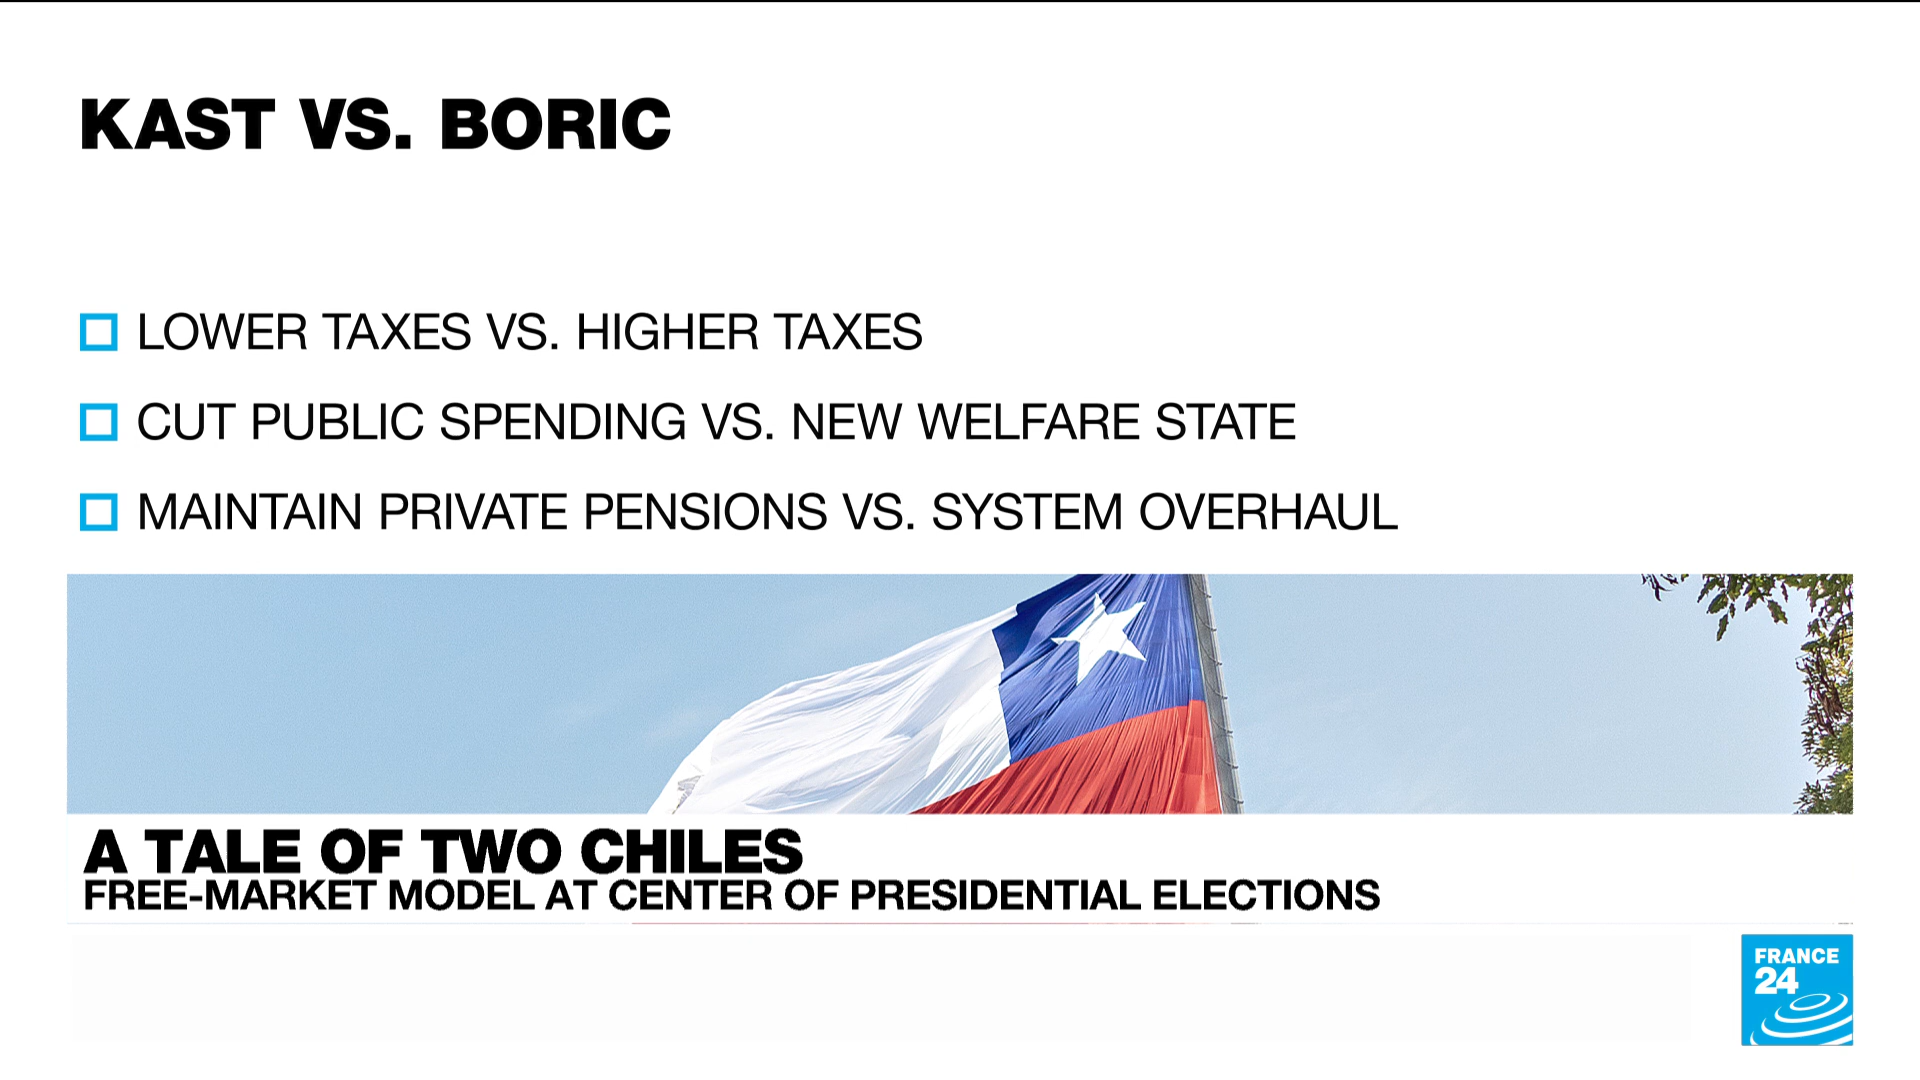 KAST VS. BORIC
LOWER TAXES VS. HIGHER TAXES
CUT PUBLIC SPENDING VS. NEW WELFARE STATE
MAINTAIN PRIVATE PENSIONS VS. SYSTEM OVERHAUL
A TALE OF TWO CHILES
FREE-MARKET MODEL AT CENTER OF PRESIDENTIAL ELECTIONS
FRANCE
24